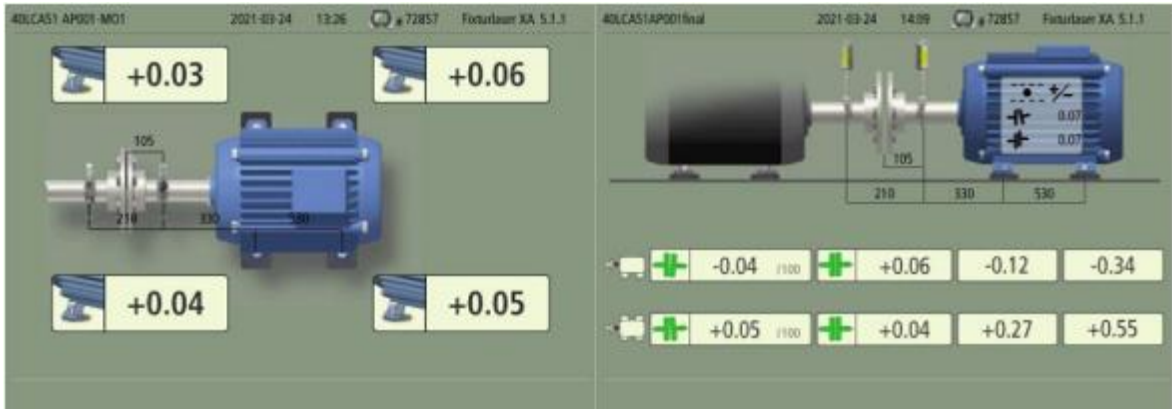 40LCA51 AP001-MO1 2021-03-24 13:26 # 72857 Fixturlaser XA 5.1.1
+0.03 +0.06
105
210 330 530
+0.04 +0.05
40LCA51AP001final 2021-03-24 14:09 # 72857 Fixturlaser XA 5.1.1
+/-
0.07
0.07
105
210 330 530
-0.04 /100 +0.06 -0.12 -0.34
+0.05 /100 +0.04 +0.27 +0.55